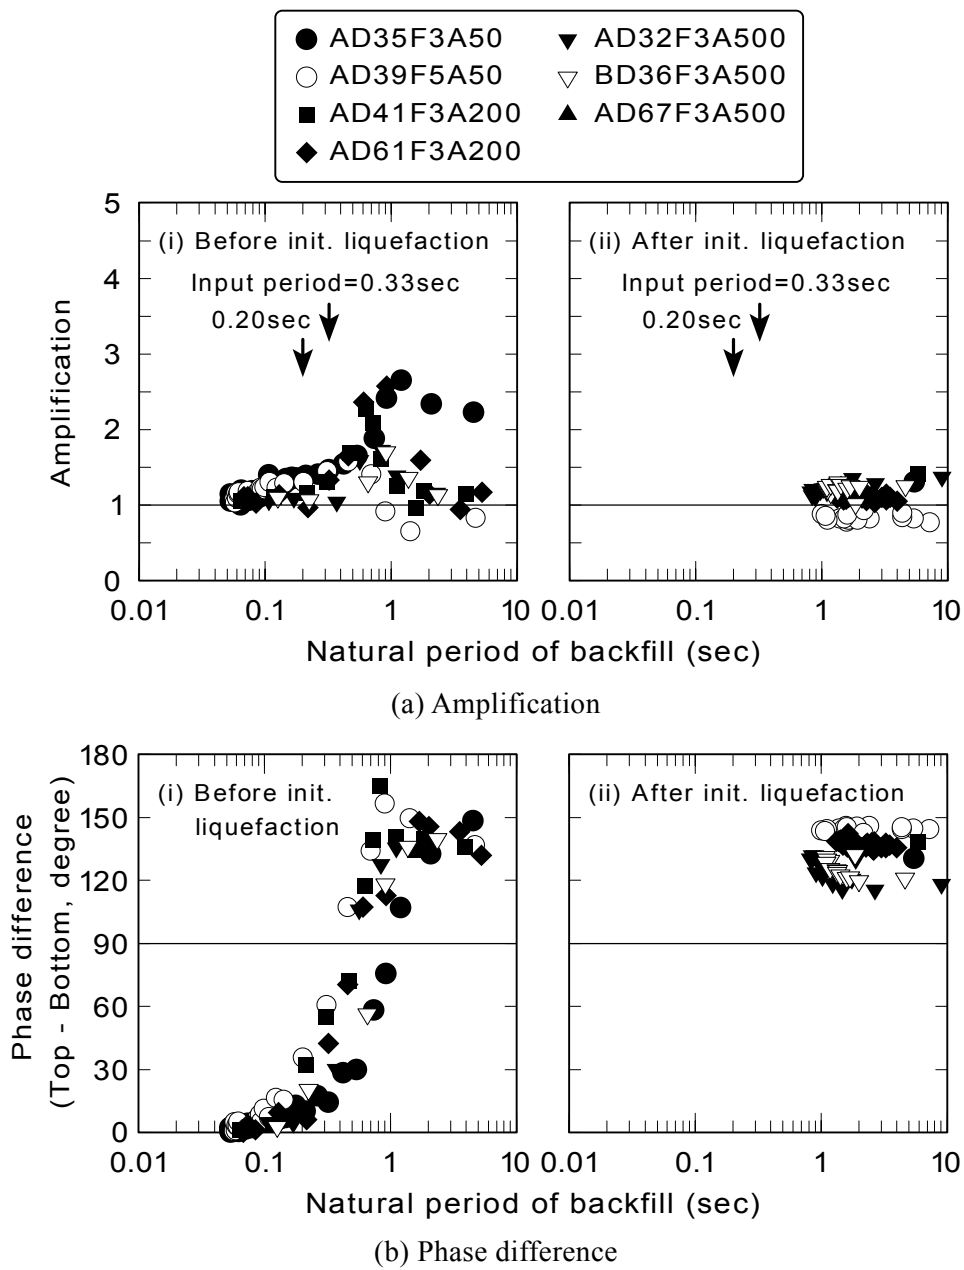 AD35F3A50
AD32F3A500
AD39F5A50
BD36F3A500
AD41F3A200
AD67F3A500
AD61F3A200
Amplification
5
4
3
2
1
0
(i) Before init. liquefaction
Input period=0.33sec
0.20sec
0.01
0.1
1
10
(ii) After init. liquefaction
Input period=0.33sec
0.20sec
0.01
0.1
1
10
Natural period of backfill (sec)
(a) Amplification
Phase difference
(Top - Bottom, degree)
180
150
120
90
60
30
0
(i) Before init.
liquefaction
0.01
0.1
1
10
(ii) After init. liquefaction
0.01
0.1
1
10
Natural period of backfill (sec)
(b) Phase difference